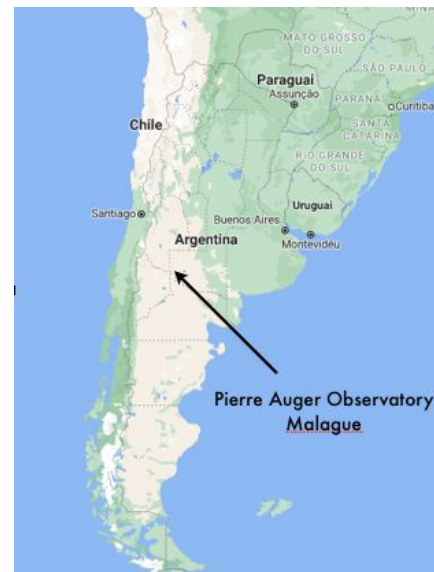 MINA
MATO GROSSO
DO SUL
SÃO PAULO
Paraguai
Assunção
PARANÁ
Curitiba
Chile
SANTA
CATARINA
RIO GRANDE
DO SUL
Santiago
Uruguai
Buenos Aires
Argentina
Montevidéu
Pierre Auger Observatory
Malague